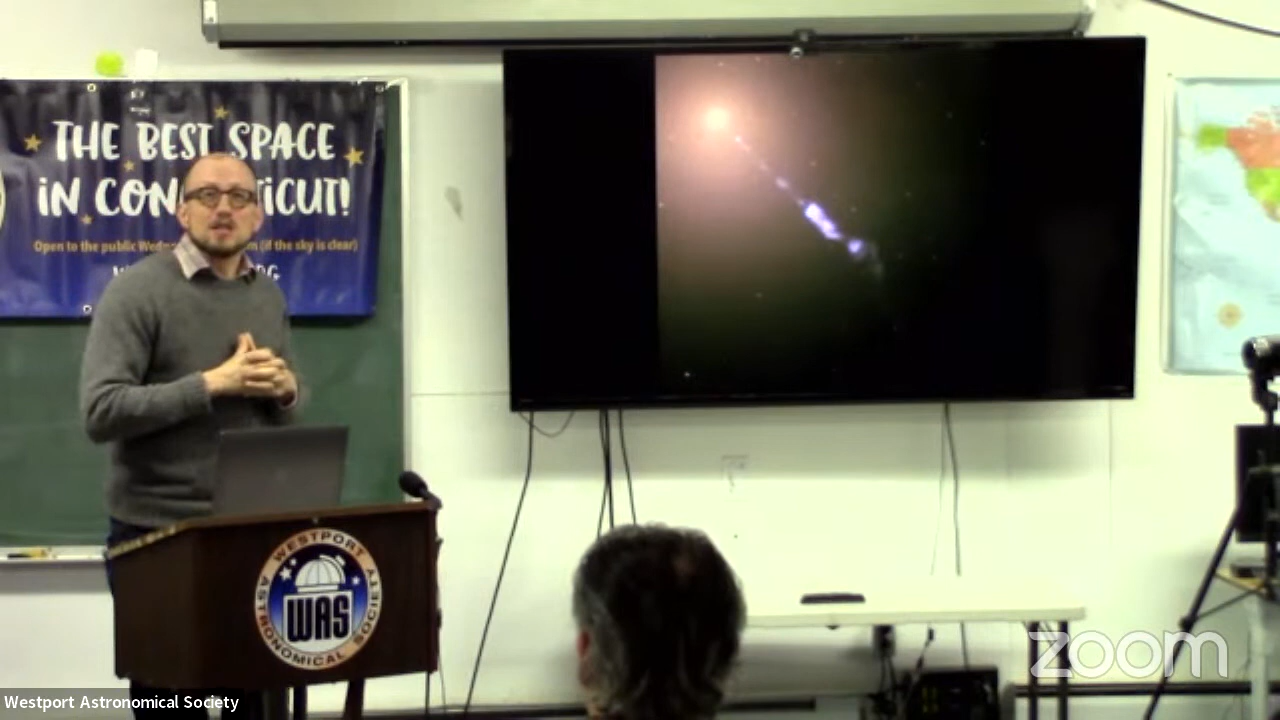 THE BEST SPACE
IN CON TICUT!
Open to the public (if the sky is clear)
WESTPORT
ASTRONOMICAL SOCIETY
WAS
zoom
Westport Astronomical Society